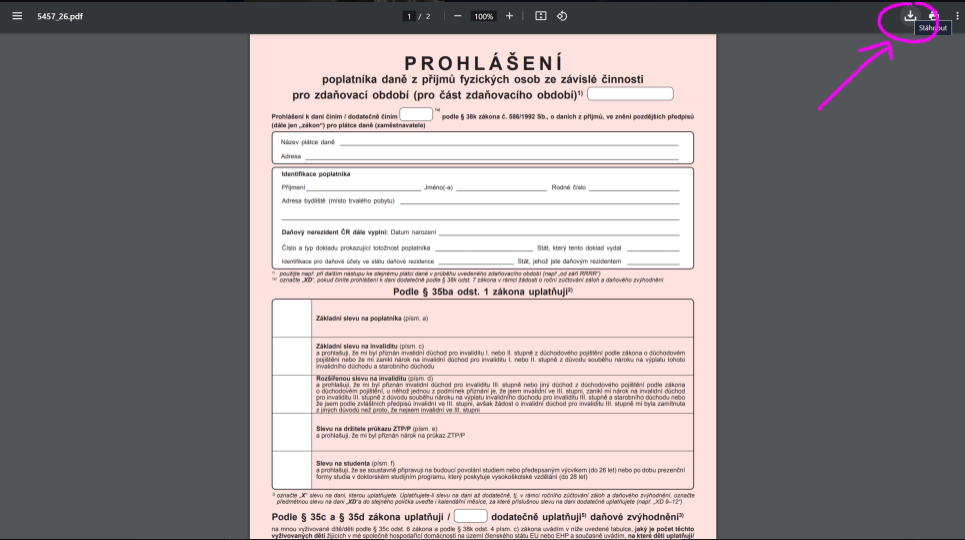 5457_26.pdf
1 / 2
100%
Stáhnout
PROHLÁŠENÍ
poplatníka daně z příjmů fyzických osob ze závislé činnosti
pro zdaňovací období (pro část zdaňovacího období)¹⁾
Prohlášení k dani činím / dodatečně činím ¹ᵃ⁾ podle § 38k zákona č. 586/1992 Sb., o daních z příjmů, ve znění pozdějších předpisů
(dále jen „zákon“) pro plátce daně (zaměstnavatele)
Název plátce daně
Adresa
Identifikace poplatníka
Příjmení Jméno(-a) Rodné číslo
Adresa bydliště (místo trvalého pobytu)
Daňový nerezident ČR dále vyplní: Datum narození
Číslo a typ dokladu prokazující totožnost poplatníka Stát, který tento doklad vydal
Identifikace pro daňové účely ve státu daňové rezidence Stát, jehož jste daňovým rezidentem
¹⁾ použijte např. při dalším nástupu ke stejnému plátci daně v průběhu uvedeného zdaňovacího období (např „od září RRRR“)
¹ᵃ⁾ označte „XD“, pokud činíte prohlášení k dani dodatečně podle § 38k odst. 7 zákona v rámci žádosti o roční zúčtování záloh a daňového zvýhodnění
Podle § 35ba odst. 1 zákona uplatňuji²⁾
Základní slevu na poplatníka (písm. a)
Základní slevu na invaliditu (písm. c)
a prohlašuji, že mi byl přiznán invalidní důchod pro invaliditu I. nebo II. stupně z důchodového pojištění podle zákona o důchodovém
pojištění nebo že mi zanikl nárok na invalidní důchod pro invaliditu I. nebo II. stupně z důvodu souběhu nároku na výplatu tohoto
invalidního důchodu a starobního důchodu
Rozšířenou slevu na invaliditu (písm. d)
a prohlašuji, že mi byl přiznán invalidní důchod pro invaliditu III. stupně nebo jiný důchod z důchodového pojištění podle zákona
o důchodovém pojištění, u něhož jednou z podmínek přiznání je, že jsem invalidní ve III. stupni, zanikl mi nárok na invalidní důchod
pro invaliditu III. stupně z důvodu souběhu nároku na výplatu invalidního důchodu pro invaliditu III. stupně a starobního důchodu nebo
že jsem podle zvláštních předpisů invalidní ve III. stupni, avšak žádost o invalidní důchod pro invaliditu III. stupně mi byla zamítnuta
z jiných důvodů než proto, že nejsem invalidní ve III. stupni
Slevu na držitele průkazu ZTP/P (písm. e)
a prohlašuji, že mi byl přiznán nárok na průkaz ZTP/P
Slevu na studenta (písm. f)
a prohlašuji, že se soustavně připravuji na budoucí povolání studiem nebo předepsaným výcvikem (do 26 let) nebo po dobu prezenční
formy studia v doktorském studijním programu, který poskytuje vysokoškolské vzdělání (do 28 let)
²⁾ označte „X“ slevu na dani, kterou uplatňujete. Uplatňujete-li slevu na dani až dodatečně, tj. v rámci ročního zúčtování záloh a daňového zvýhodnění, označte
předmětnou slevu na dani „XD“a do stejného políčka uveďte i kalendářní měsíce, za které příslušnou slevu na dani dodatečně uplatňujete (např. „XD 9–12“)
Podle § 35c a § 35d zákona uplatňuji / dodatečně uplatňuji⁵⁾ daňové zvýhodnění³⁾
na mnou vyživované dítě/děti podle § 35c odst. 6 zákona a podle § 38k odst. 4 písm. c) zákona uvádím v níže uvedené tabulce, jaký je počet těchto
vyživovaných dětí žijících v mé společně hospodařící domácnosti na území členského státu EU nebo EHP a současně uvádím, na které děti uplatňuji/